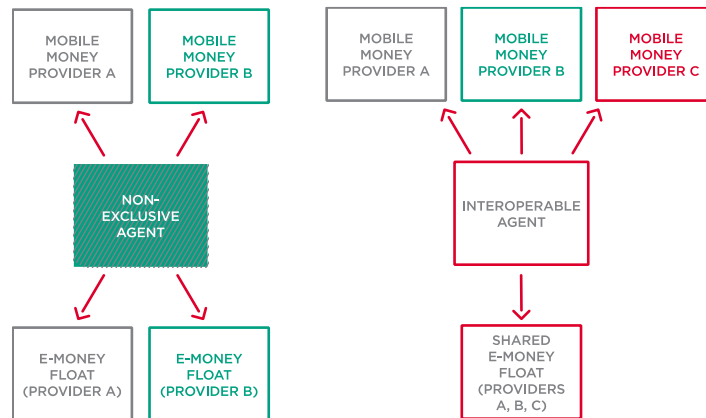 MOBILE
MONEY
PROVIDER A
MOBILE
MONEY
PROVIDER B
MOBILE
MONEY
PROVIDER A
MOBILE
MONEY
PROVIDER B
MOBILE
MONEY
PROVIDER C
NON-
EXCLUSIVE
AGENT
INTEROPERABLE
AGENT
E-MONEY
FLOAT
(PROVIDER A)
E-MONEY
FLOAT
(PROVIDER B)
SHARED
E-MONEY
FLOAT
(PROVIDERS
A, B, C)